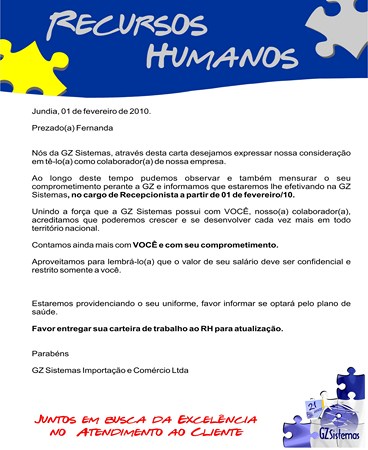 RECURSOS
HUMANOS
Jundia, 01 de fevereiro de 2010.
Prezado(a) Fernanda
Nós da GZ Sistemas, através desta carta desejamos expressar nossa consideração
em tê-lo(a) como colaborador(a) de nossa empresa.
Ao longo deste tempo pudemos observar e também mensurar o seu
comprometimento perante a GZ e informamos que estaremos lhe efetivando na GZ
Sistemas, no cargo de Recepcionista a partir de 01 de fevereiro/10.
Unindo a força que a GZ Sistemas possui com VOCÊ, nosso(a) colaborador(a),
acreditamos que poderemos crescer e se desenvolver cada vez mais em todo
território nacional.
Contamos ainda mais com VOCÊ e com seu comprometimento.
Aproveitamos para lembrá-lo(a) que o valor de seu salário deve ser confidencial e
restrito somente a você.
Estaremos providenciando o seu uniforme, favor informar se optará pelo plano de
saúde.
Favor entregar sua carteira de trabalho ao RH para atualização.
Parabéns
GZ Sistemas Importação e Comércio Ltda
JUNTOS EM BUSCA DA EXCELÊNCIA
NO ATENDIMENTO AO CLIENTE
21
GZ Sistemas